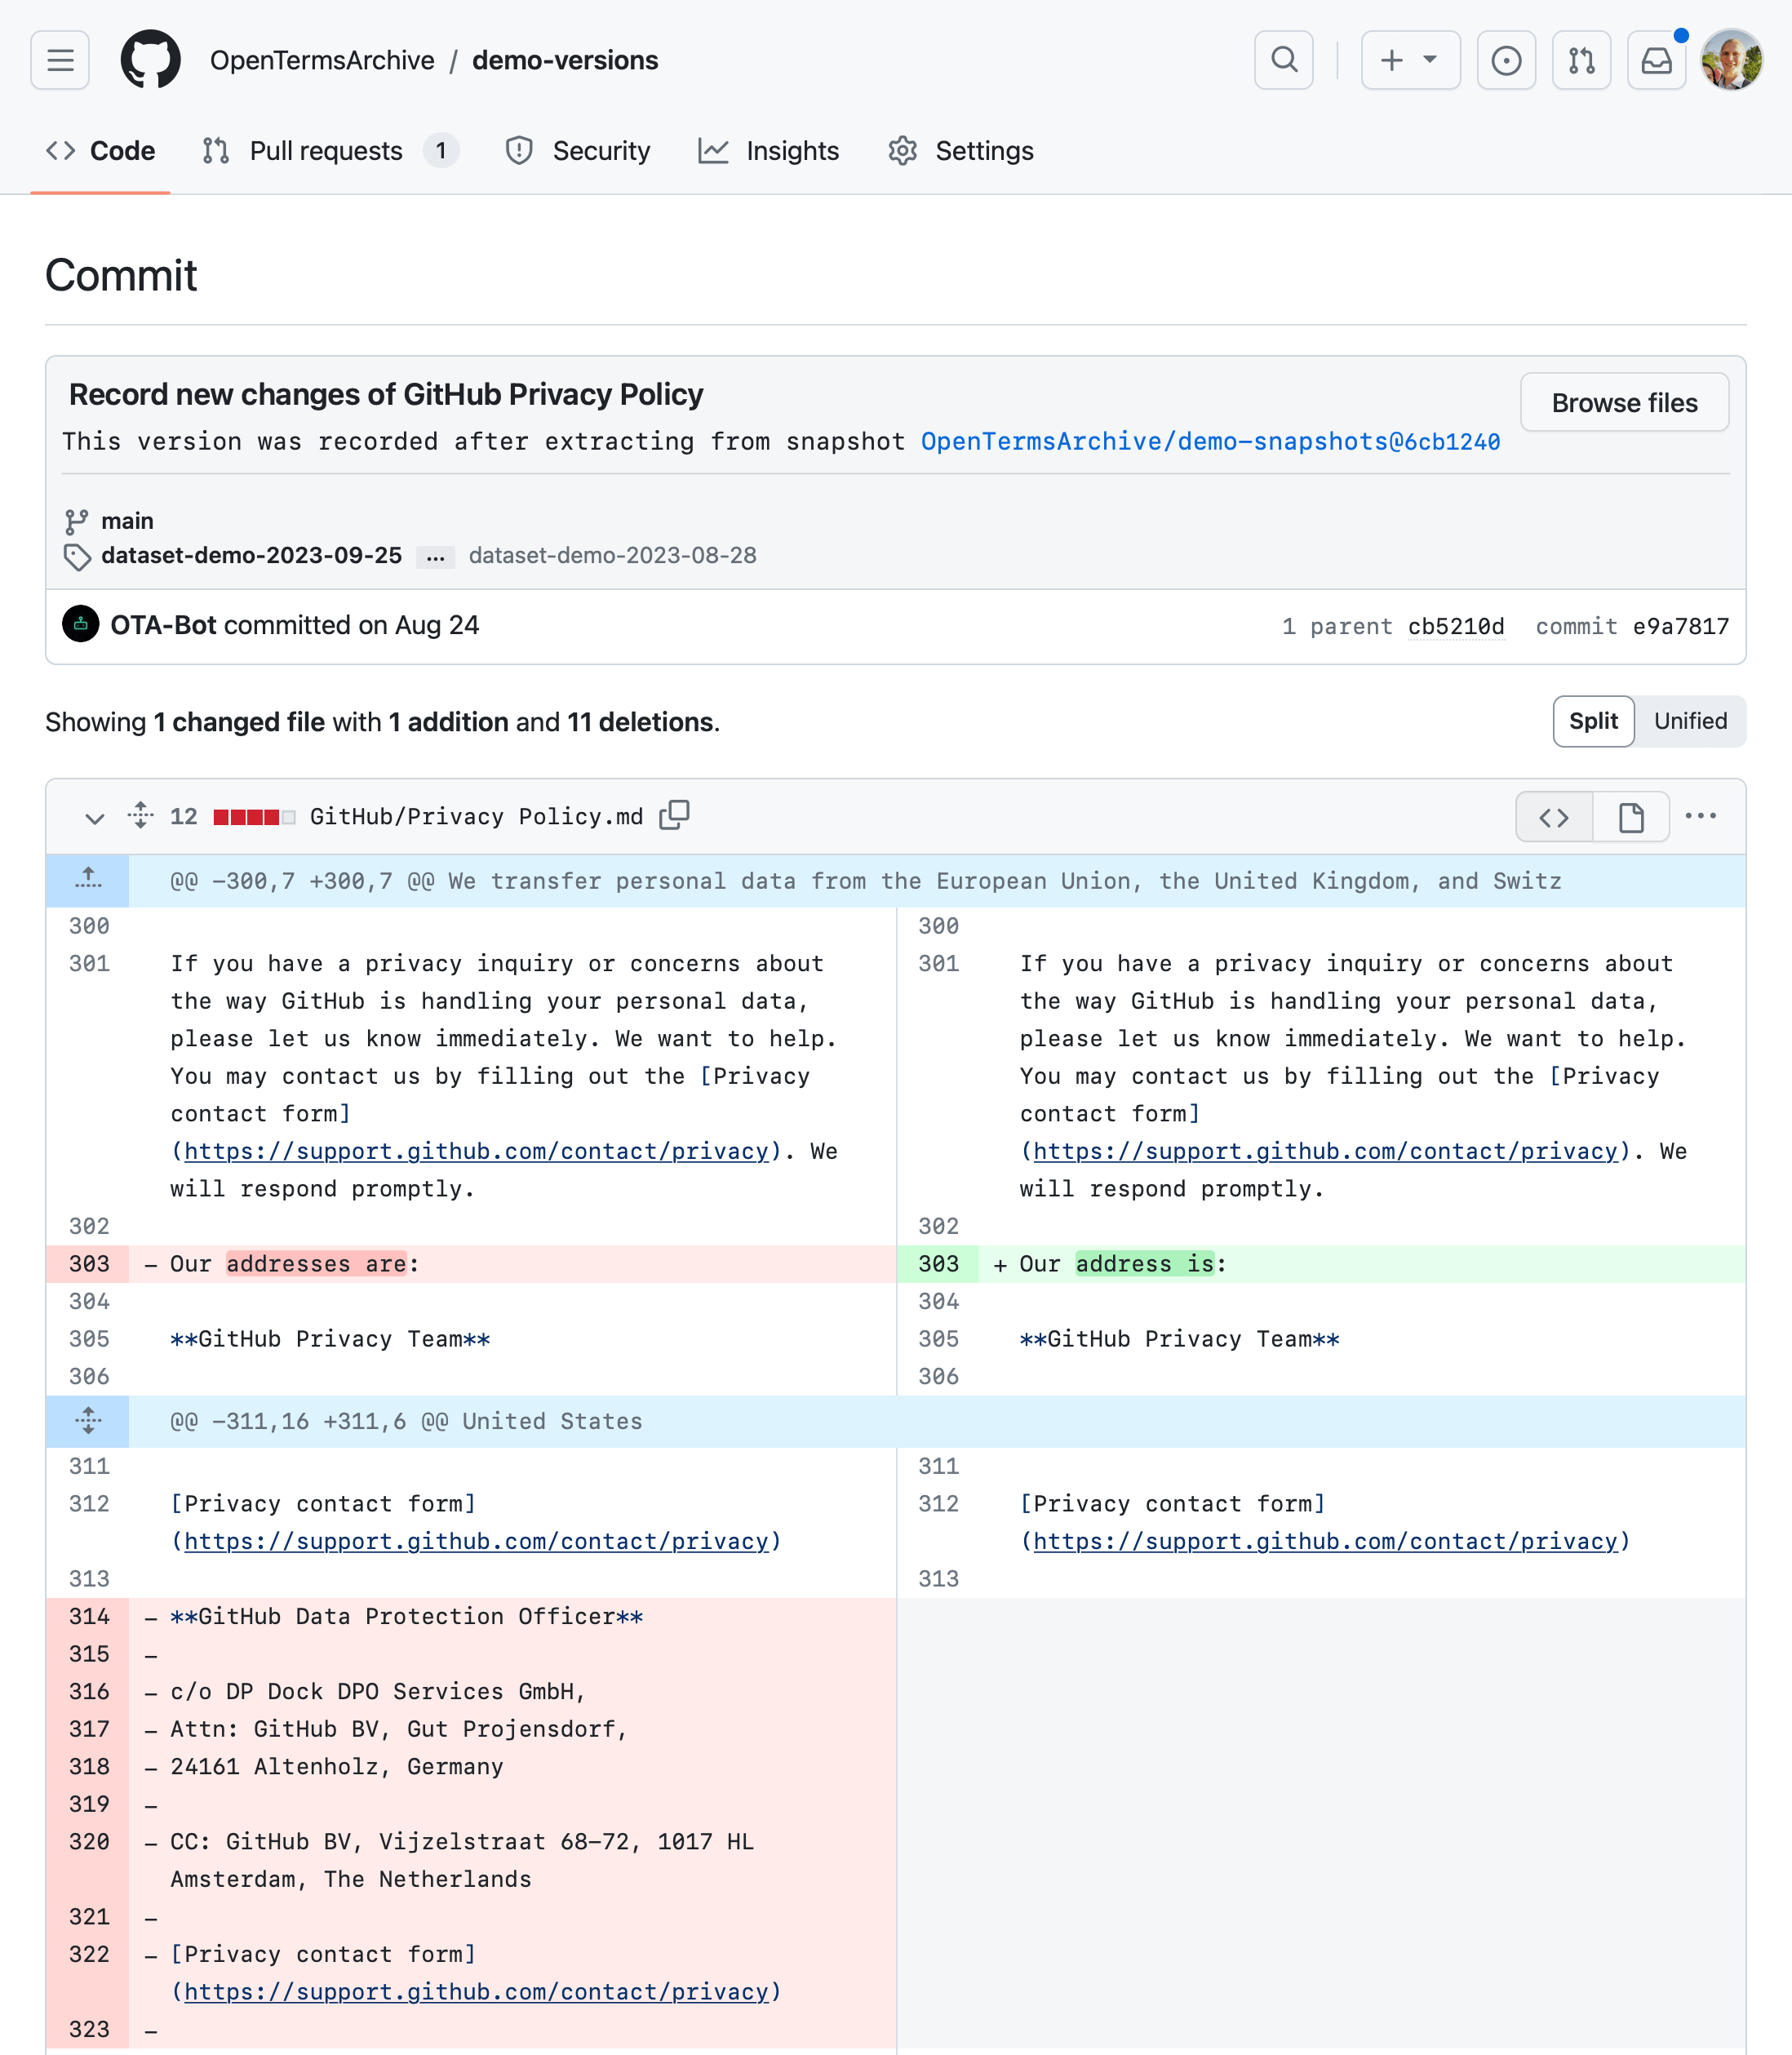 OpenTermsArchive / demo-versions
Code
Pull requests 1
Security
Insights
Settings
Commit
Record new changes of GitHub Privacy Policy
Browse files
This version was recorded after extracting from snapshot OpenTermsArchive/demo-snapshots@6cb1240
main
dataset-demo-2023-09-25 … dataset-demo-2023-08-28
OTA-Bot committed on Aug 24
1 parent cb5210d commit e9a7817
Showing 1 changed file with 1 addition and 11 deletions.
Split Unified
12 GitHub/Privacy Policy.md
@@ -300,7 +300,7 @@ We transfer personal data from the European Union, the United Kingdom, and Switz
300
301 If you have a privacy inquiry or concerns about
the way GitHub is handling your personal data,
please let us know immediately. We want to help.
You may contact us by filling out the [Privacy
contact form]
(https://support.github.com/contact/privacy). We
will respond promptly.
302
303 - Our addresses are:
304
305 **GitHub Privacy Team**
306
300
301 If you have a privacy inquiry or concerns about
the way GitHub is handling your personal data,
please let us know immediately. We want to help.
You may contact us by filling out the [Privacy
contact form]
(https://support.github.com/contact/privacy). We
will respond promptly.
302
303 + Our address is:
304
305 **GitHub Privacy Team**
306
@@ -311,16 +311,6 @@ United States
311
312 [Privacy contact form]
(https://support.github.com/contact/privacy)
313
314 - **GitHub Data Protection Officer**
315 -
316 - c/o DP Dock DPO Services GmbH,
317 - Attn: GitHub BV, Gut Projensdorf,
318 - 24161 Altenholz, Germany
319 -
320 - CC: GitHub BV, Vijzelstraat 68-72, 1017 HL
Amsterdam, The Netherlands
321 -
322 - [Privacy contact form]
(https://support.github.com/contact/privacy)
323 -
311
312 [Privacy contact form]
(https://support.github.com/contact/privacy)
313